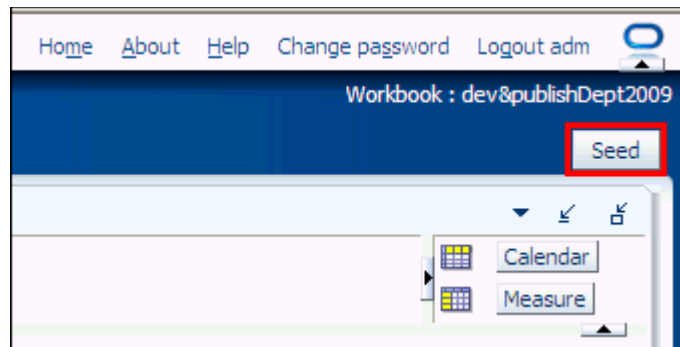 Home About Help Change password Logout adm
Workbook : dev&publishDept2009
Seed
Calendar
Measure